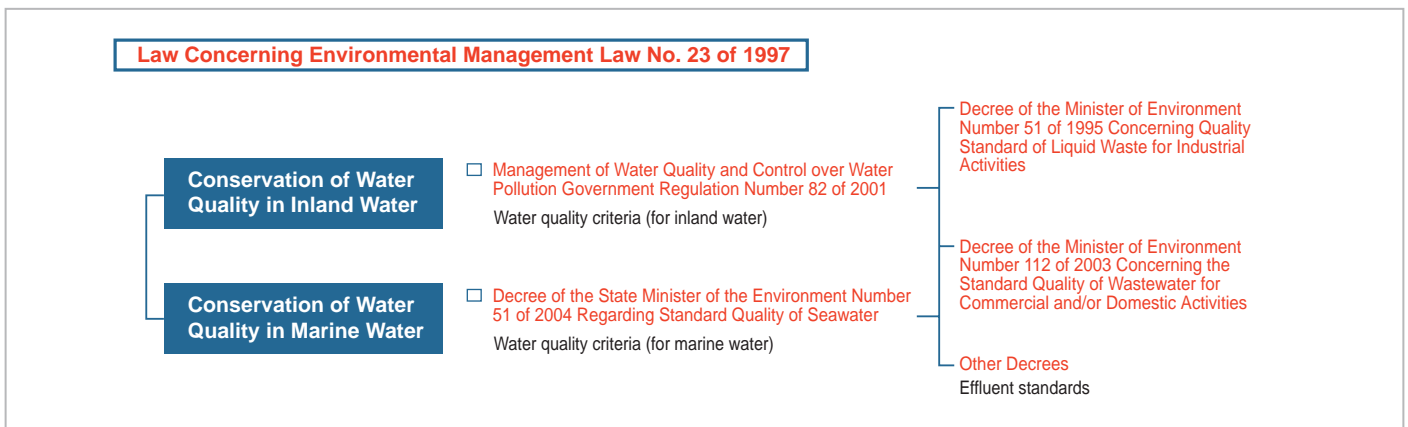 Law Concerning Environmental Management Law No. 23 of 1997
Conservation of Water
Quality in Inland Water
Management of Water Quality and Control over Water
Pollution Government Regulation Number 82 of 2001
Water quality criteria (for inland water)
Conservation of Water
Quality in Marine Water
Decree of the State Minister of the Environment Number
51 of 2004 Regarding Standard Quality of Seawater
Water quality criteria (for marine water)
Decree of the Minister of Environment
Number 51 of 1995 Concerning Quality
Standard of Liquid Waste for Industrial
Activities
Decree of the Minister of Environment
Number 112 of 2003 Concerning the
Standard Quality of Wastewater for
Commercial and/or Domestic Activities
Other Decrees
Effluent standards